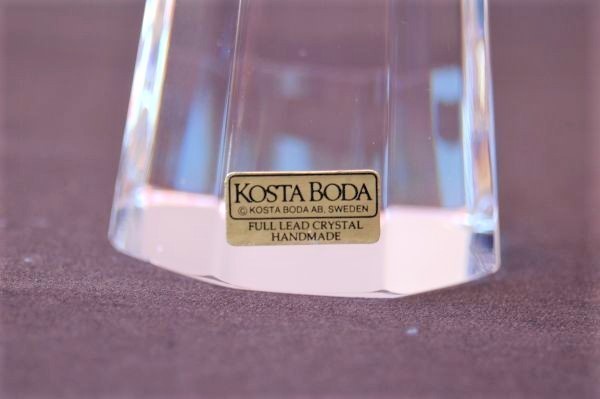 KOSTA BODA
© KOSTA BODA AB, SWEDEN
FULL LEAD CRYSTAL
HANDMADE